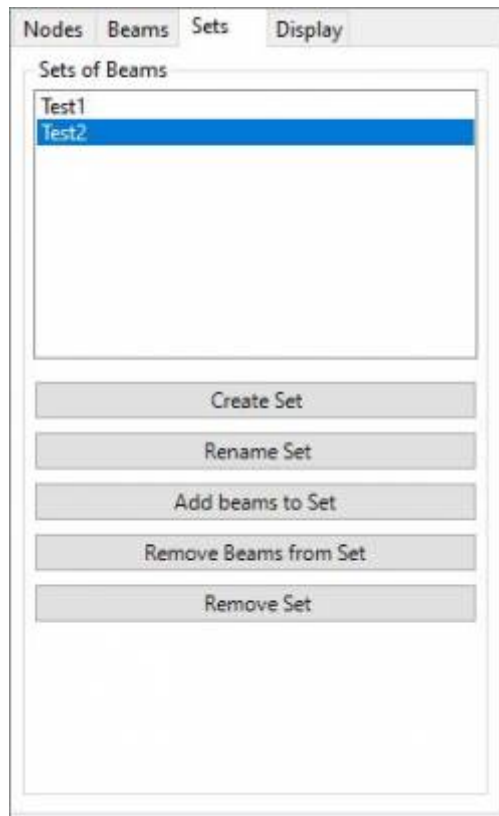 Nodes Beams Sets Display
Sets of Beams
Test1
Test2
Create Set
Rename Set
Add beams to Set
Remove Beams from Set
Remove Set